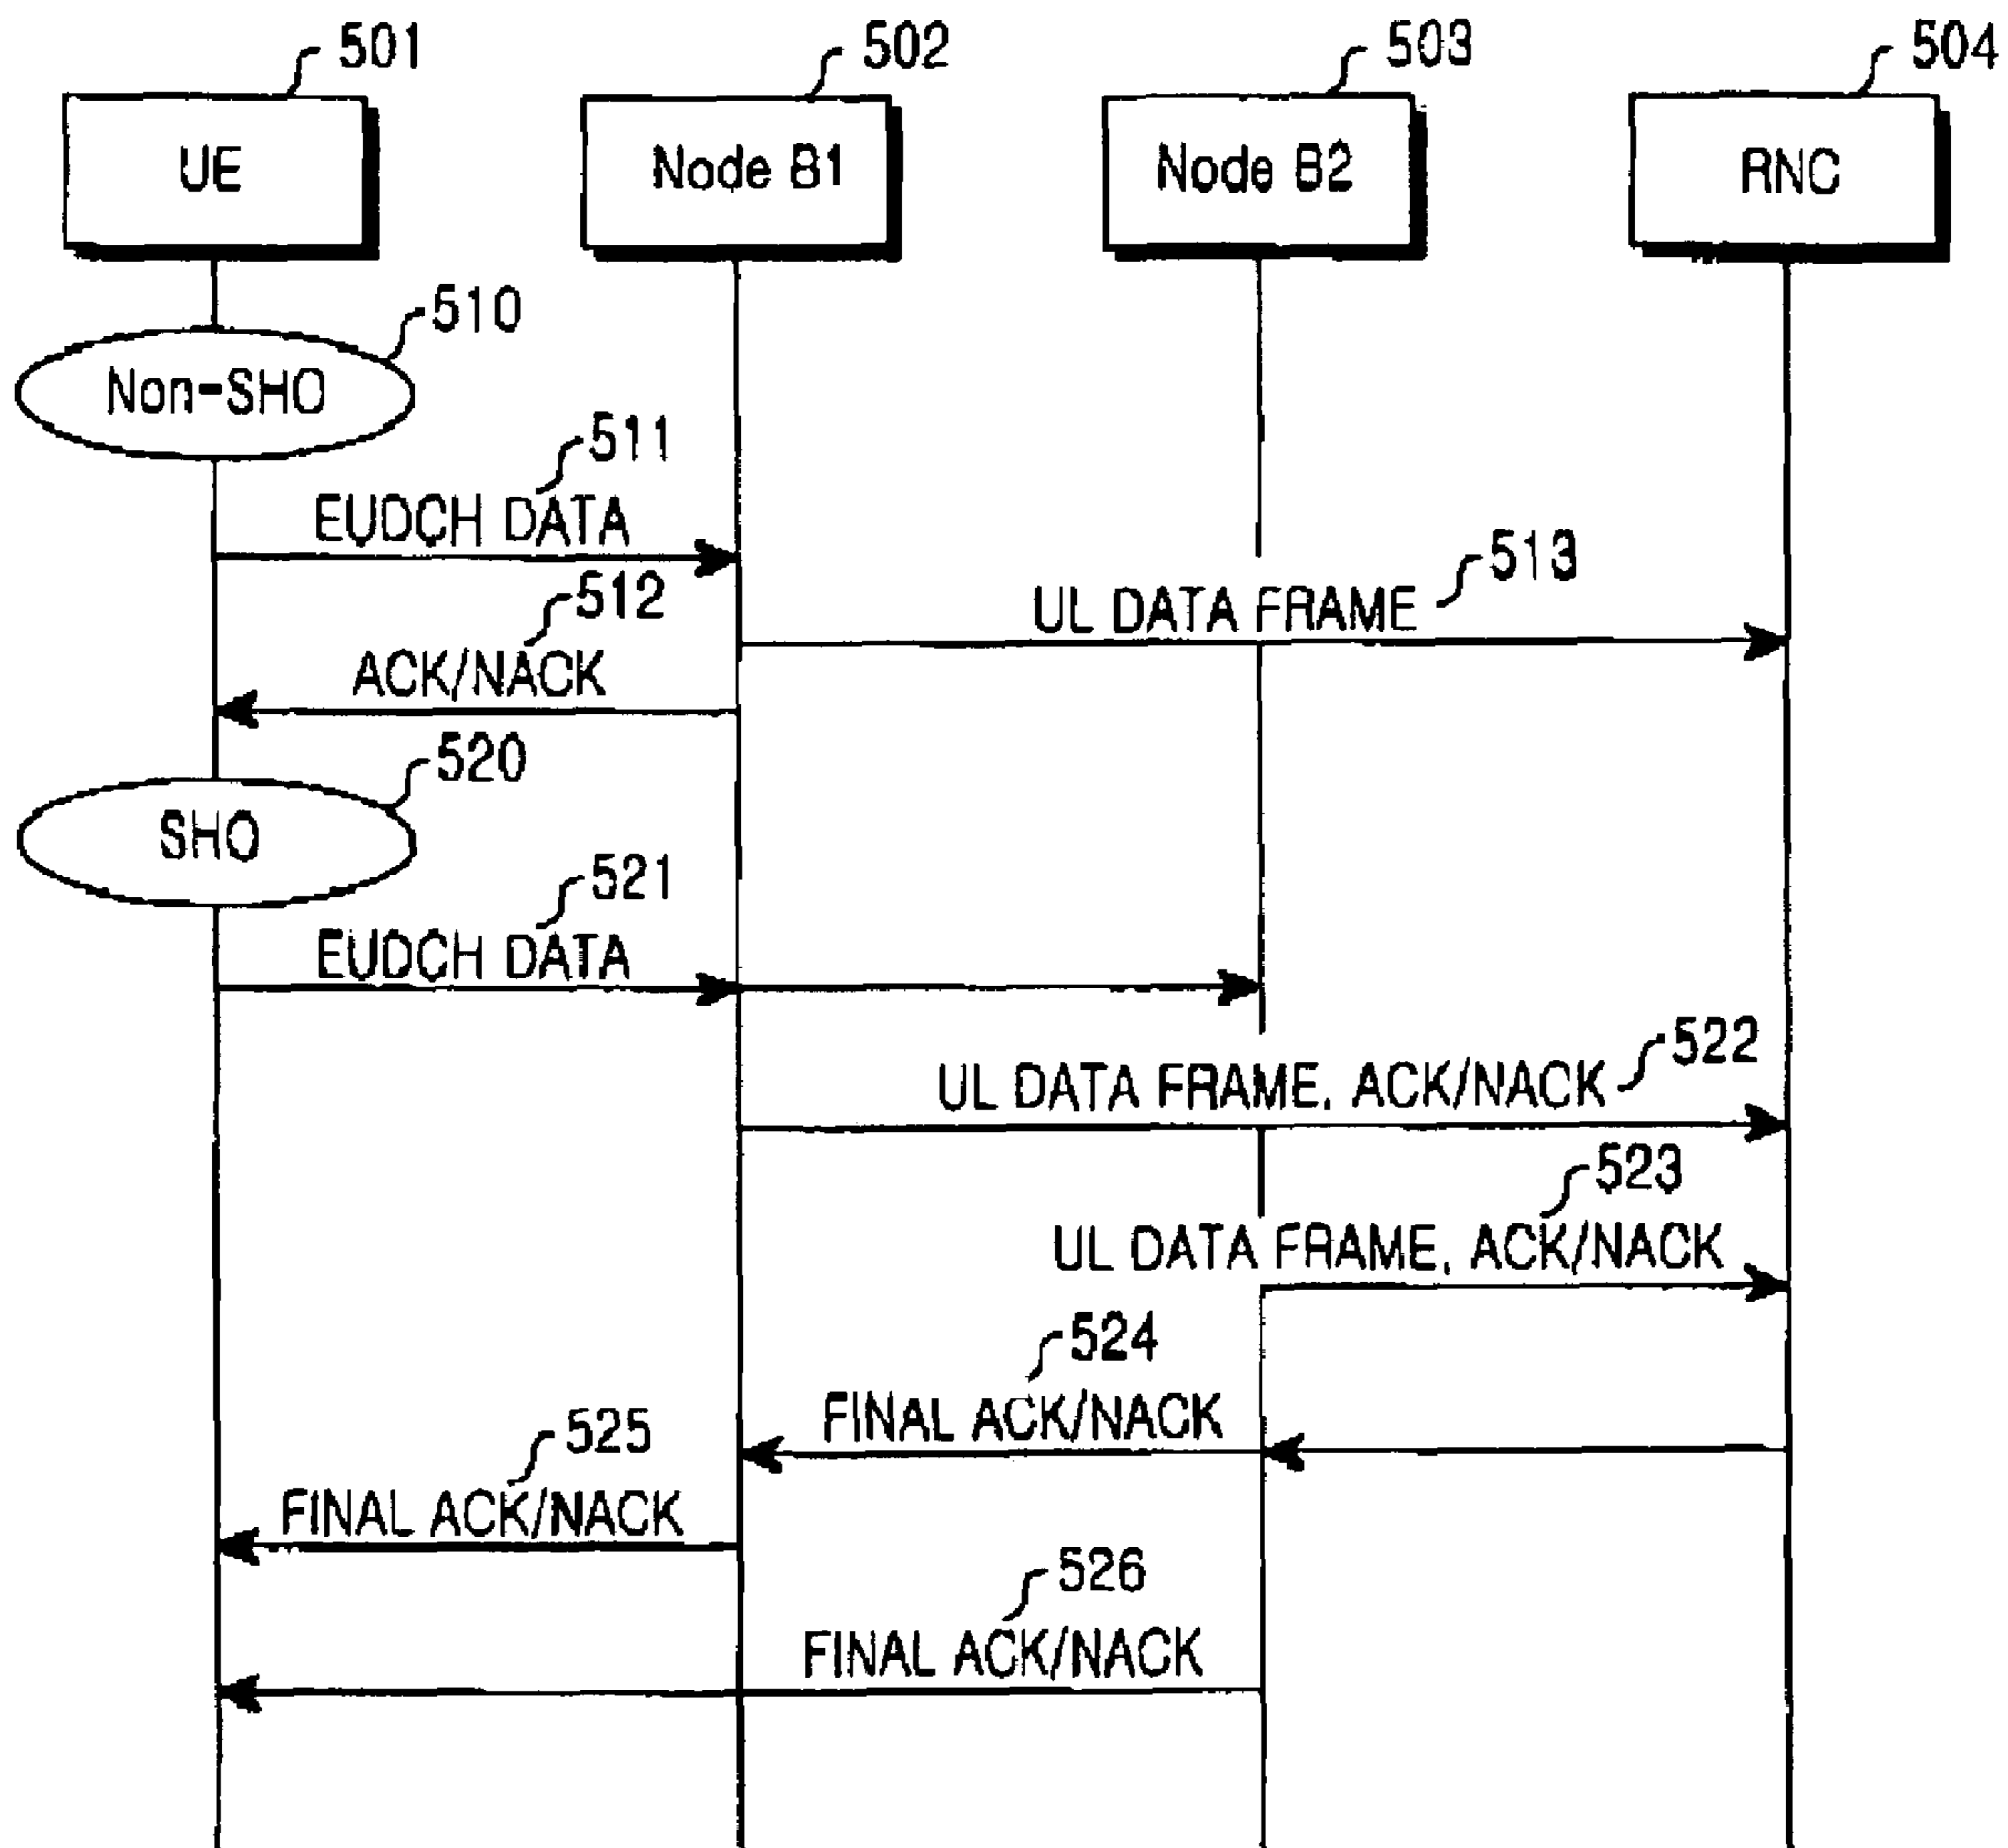 501
502
503
504
UE
Node B1
Node B2
RNC
510
Non-SHO
511
EUDCH DATA
513
UL DATA FRAME
512
ACK/NACK
520
SHO
521
EUDCH DATA
522
UL DATA FRAME, ACK/NACK
523
UL DATA FRAME, ACK/NACK
524
FINAL ACK/NACK
525
FINAL ACK/NACK
526
FINAL ACK/NACK